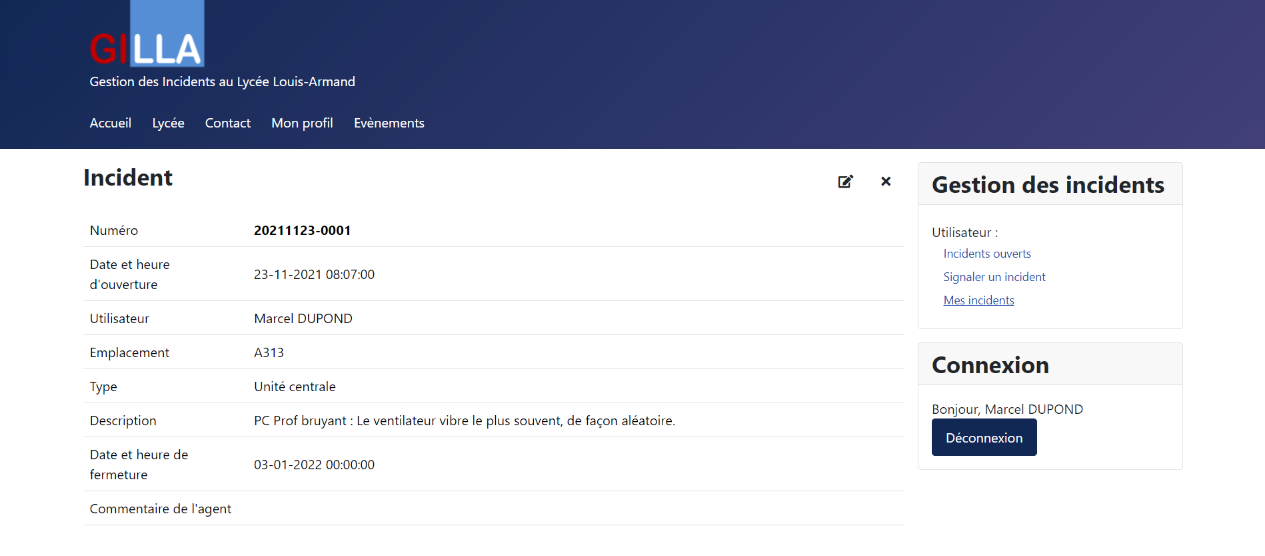 GILLA
Gestion des Incidents au Lycée Louis-Armand
Accueil Lycée Contact Mon profil Evènements
Incident
Numéro 20211123-0001
Date et heure
d'ouverture
23-11-2021 08:07:00
Utilisateur Marcel DUPOND
Emplacement A313
Type Unité centrale
Description PC Prof bruyant : Le ventilateur vibre le plus souvent, de façon aléatoire.
Date et heure de
fermeture
03-01-2022 00:00:00
Commentaire de l'agent
Gestion des incidents
Utilisateur :
Incidents ouverts
Signaler un incident
Mes incidents
Connexion
Bonjour, Marcel DUPOND
Déconnexion